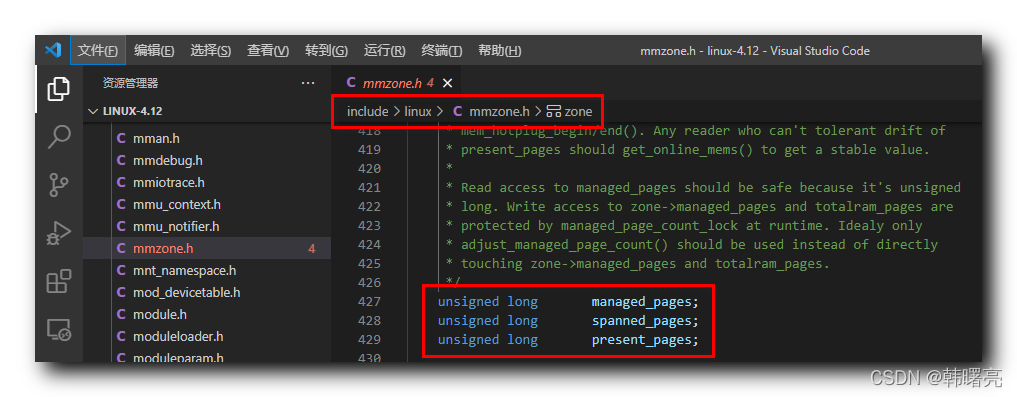 文件(F) 编辑(E) 选择(S) 查看(V) 转到(G) 运行(R) 终端(T) 帮助(H) mmzone.h - linux-4.12 - Visual Studio Code
资源管理器 ···
C mmzone.h 4 ×
LINUX-4.12
include > linux > C mmzone.h > zone
C mman.h
C mmdebug.h
C mmiotrace.h
C mmu_context.h
C mmu_notifier.h
C mmzone.h 4
C mnt_namespace.h
C mod_devicetable.h
C module.h
C moduleloader.h
C moduleparam.h
418 * mem_hotplug_begin/end(). Any reader who can't tolerant drift of
419 * present_pages should get_online_mems() to get a stable value.
420 *
421 * Read access to managed_pages should be safe because it's unsigned
422 * long. Write access to zone->managed_pages and totalram_pages are
423 * protected by managed_page_count_lock at runtime. Idealy only
424 * adjust_managed_page_count() should be used instead of directly
425 * touching zone->managed_pages and totalram_pages.
426 */
427 unsigned long managed_pages;
428 unsigned long spanned_pages;
429 unsigned long present_pages;
430
CSDN @韩曙亮